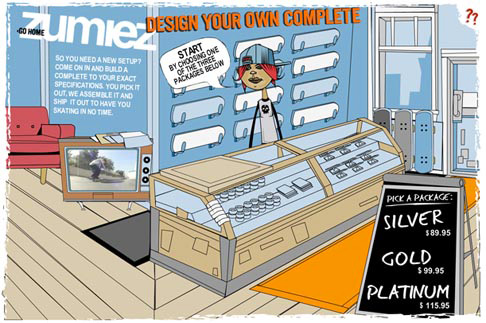 zumiez
GO HOME
DESIGN YOUR OWN COMPLETE
??
SO YOU NEED A NEW SETUP?
COME ON IN AND BUILD A
COMPLETE TO YOUR EXACT
SPECIFICATIONS. YOU PICK IT
OUT, WE ASSEMBLE IT AND
SHIP IT OUT TO HAVE YOU
SKATING IN NO TIME.
START
BY CHOOSING ONE
OF THE THREE
PACKAGES BELOW
PICK A PACKAGE:
SILVER
$89.95
GOLD
$99.95
PLATINUM
$115.95